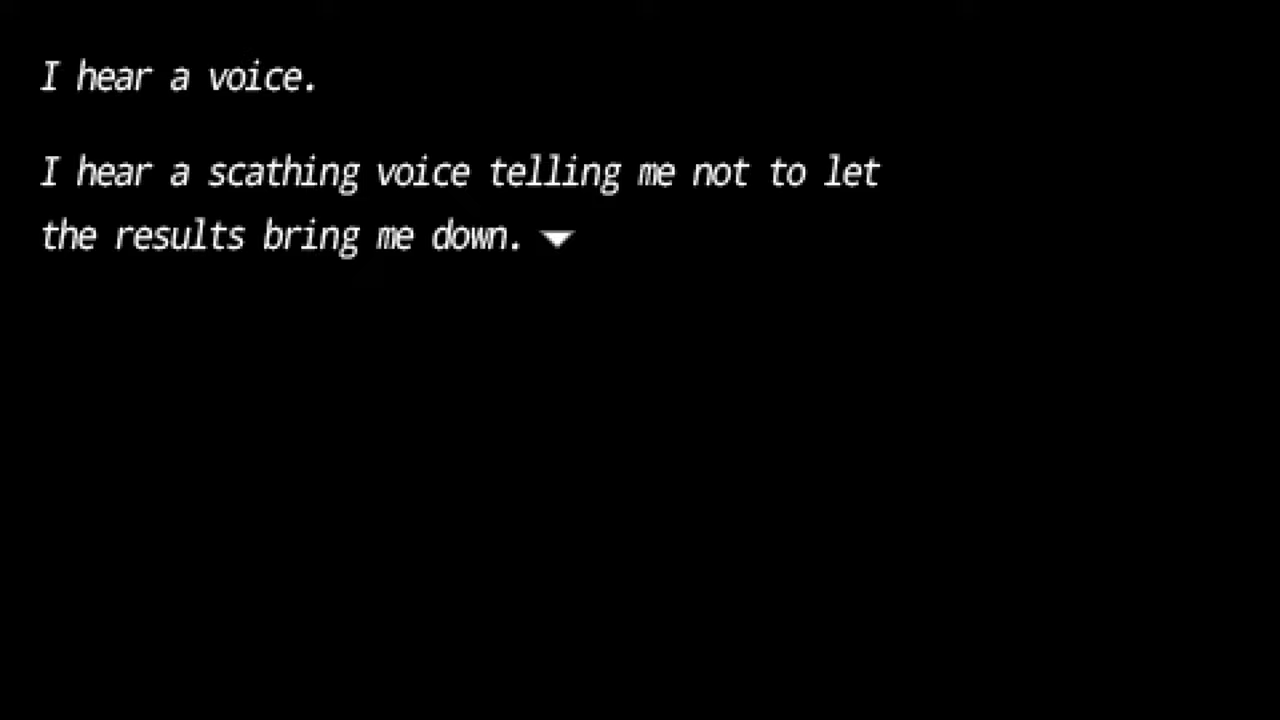 I hear a voice.
I hear a scathing voice telling me not to let
the results bring me down.